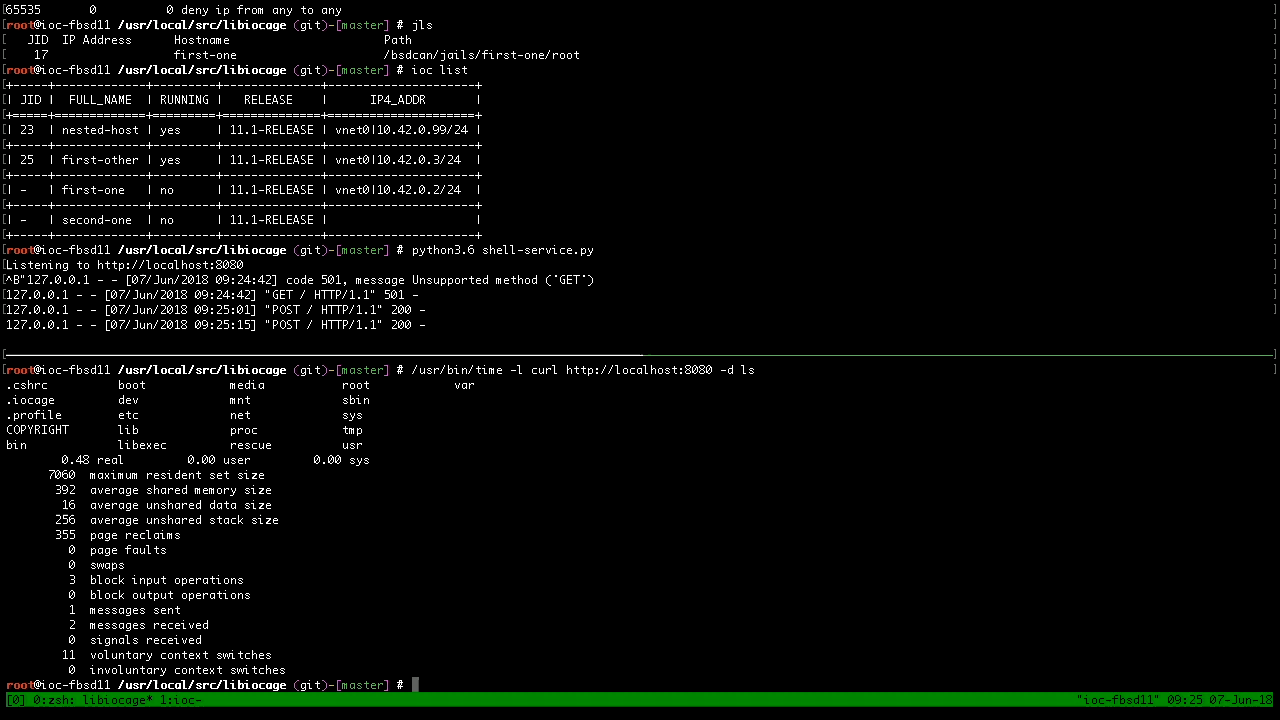 65535       0          0 deny ip from any to any
root@ioc-fbsd11 /usr/local/src/libiocage (git)-[master] # jls
   JID  IP Address      Hostname                      Path
    17                  first-one                     /bsdcan/jails/first-one/root
root@ioc-fbsd11 /usr/local/src/libiocage (git)-[master] # ioc list
+-----+-------------+---------+--------------+---------------------+
| JID |  FULL_NAME  | RUNNING |   RELEASE    |      IP4_ADDR       |
+=====+=============+=========+==============+=====================+
| 23  | nested-host | yes     | 11.1-RELEASE | vnet0|10.42.0.99/24 |
+-----+-------------+---------+--------------+---------------------+
| 25  | first-other | yes     | 11.1-RELEASE | vnet0|10.42.0.3/24  |
+-----+-------------+---------+--------------+---------------------+
| -   | first-one   | no      | 11.1-RELEASE | vnet0|10.42.0.2/24  |
+-----+-------------+---------+--------------+---------------------+
| -   | second-one  | no      | 11.1-RELEASE |                     |
+-----+-------------+---------+--------------+---------------------+
root@ioc-fbsd11 /usr/local/src/libiocage (git)-[master] # python3.6 shell-service.py
Listening to http://localhost:8080
^B"127.0.0.1 - - [07/Jun/2018 09:24:42] code 501, message Unsupported method ('GET')
127.0.0.1 - - [07/Jun/2018 09:24:42] "GET / HTTP/1.1" 501 -
127.0.0.1 - - [07/Jun/2018 09:25:01] "POST / HTTP/1.1" 200 -
127.0.0.1 - - [07/Jun/2018 09:25:15] "POST / HTTP/1.1" 200 -
root@ioc-fbsd11 /usr/local/src/libiocage (git)-[master] # /usr/bin/time -l curl http://localhost:8080 -d ls
.cshrc          boot            media           root            var
.iocage         dev             mnt             sbin
.profile        etc             net             sys
COPYRIGHT       lib             proc            tmp
bin             libexec         rescue          usr
        0.48 real         0.00 user         0.00 sys
      7060  maximum resident set size
       392  average shared memory size
        16  average unshared data size
       256  average unshared stack size
       355  page reclaims
         0  page faults
         0  swaps
         3  block input operations
         0  block output operations
         1  messages sent
         2  messages received
         0  signals received
        11  voluntary context switches
         0  involuntary context switches
root@ioc-fbsd11 /usr/local/src/libiocage (git)-[master] #
[0] 0:zsh: libiocage* 1:ioc- "ioc-fbsd11" 09:25 07-Jun-18